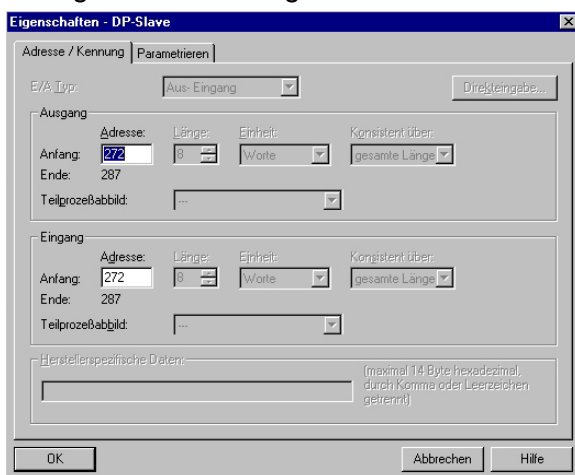 Eigenschaften - DP-Slave
Adresse / Kennung Parametrieren
E/A Typ: Aus- Eingang Direkteingabe...
Ausgang
Adresse: Länge: Einheit: Konsistent über:
Anfang: 272 8 Worte gesamte Länge
Ende: 287
Teilprozeßabbild: ---
Eingang
Adresse: Länge: Einheit: Konsistent über:
Anfang: 272 8 Worte gesamte Länge
Ende: 287
Teilprozeßabbild: ---
Herstellerspezifische Daten:
(maximal 14 Byte hexadezimal,
durch Komma oder Leerzeichen
getrennt)
OK Abbrechen Hilfe